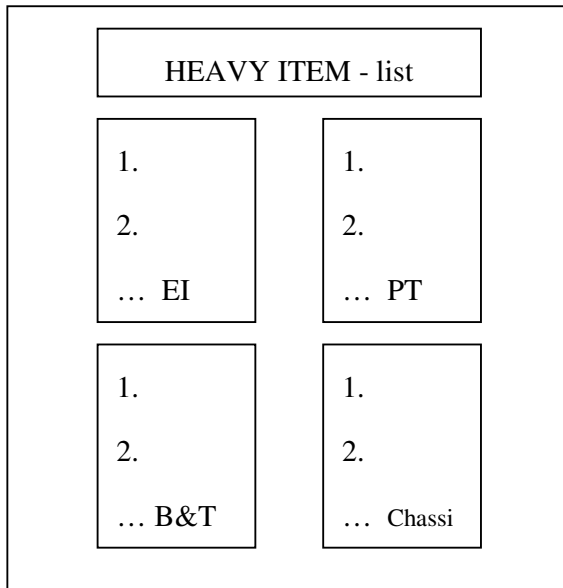 HEAVY ITEM - list
1.
2.
... EI
1.
2.
... PT
1.
2.
... B&T
1.
2.
... Chassi